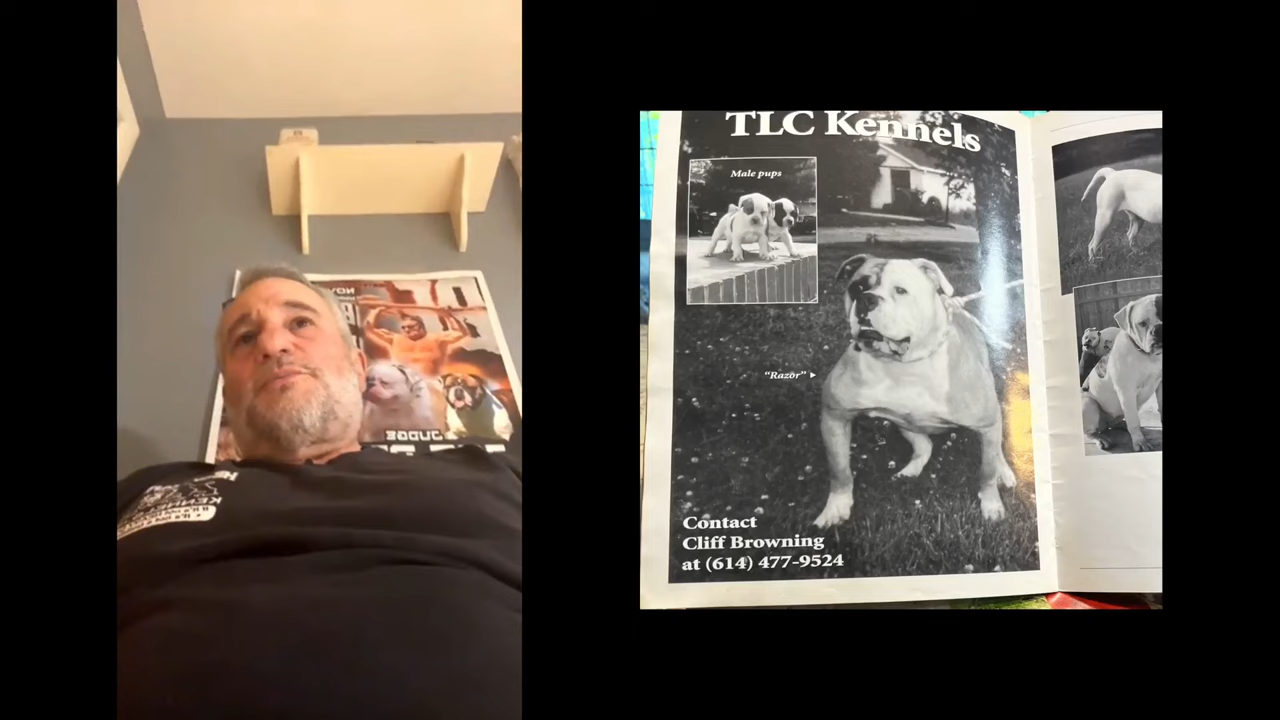 JUDGE
TLC Kennels
Male pups
"Razor" ▸
Contact
Cliff Browning
at (614) 477-9524